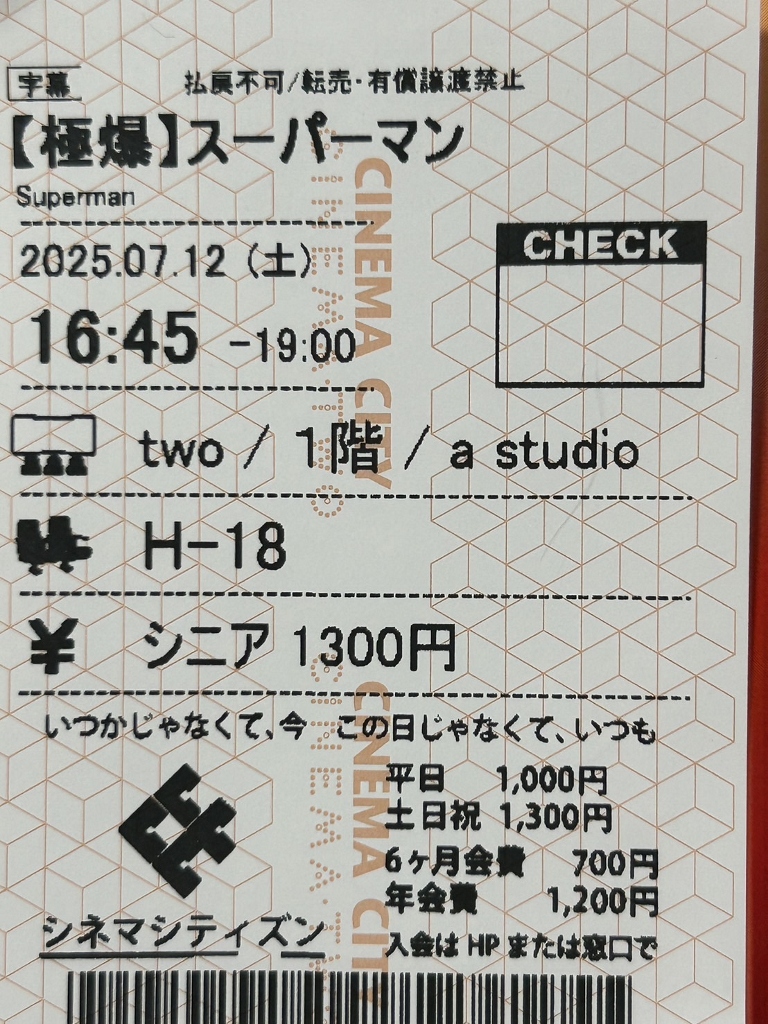 字幕 払戻不可/転売・有償譲渡禁止
【極爆】スーパーマン
Superman
2025.07.12 (土)
CHECK
16:45 -19:00
two / 1階 / a studio
H-18
シニア 1300円
いつかじゃなくて、今 この日じゃなくて、いつも
平日 1,000円
土日祝 1,300円
6ヶ月会費 700円
年会費 1,200円
シネマシティズン
入会は HP または窓口で
CINEMA CITY
CINEMA.TWO
CINEMA CITY
CINEMA.TW